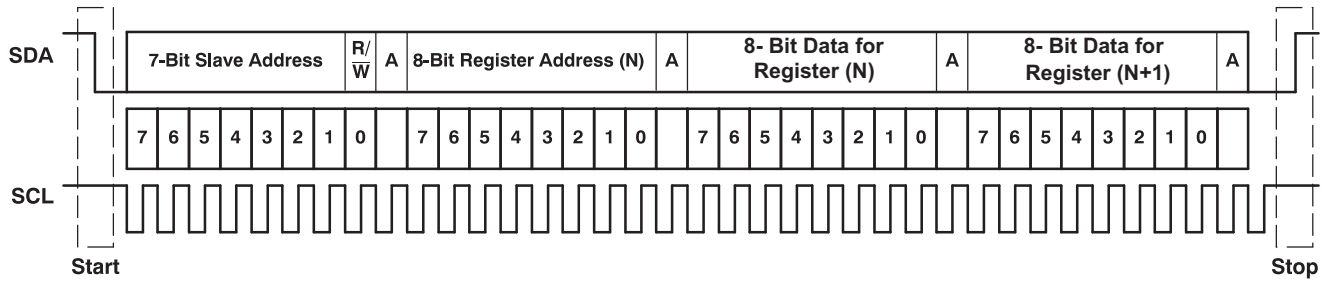 SDA
7-Bit Slave Address
R/
W
A
8-Bit Register Address (N)
A
8- Bit Data for
Register (N)
A
8- Bit Data for
Register (N+1)
A
7 6 5 4 3 2 1 0 7 6 5 4 3 2 1 0 7 6 5 4 3 2 1 0 7 6 5 4 3 2 1 0
SCL
Start
Stop